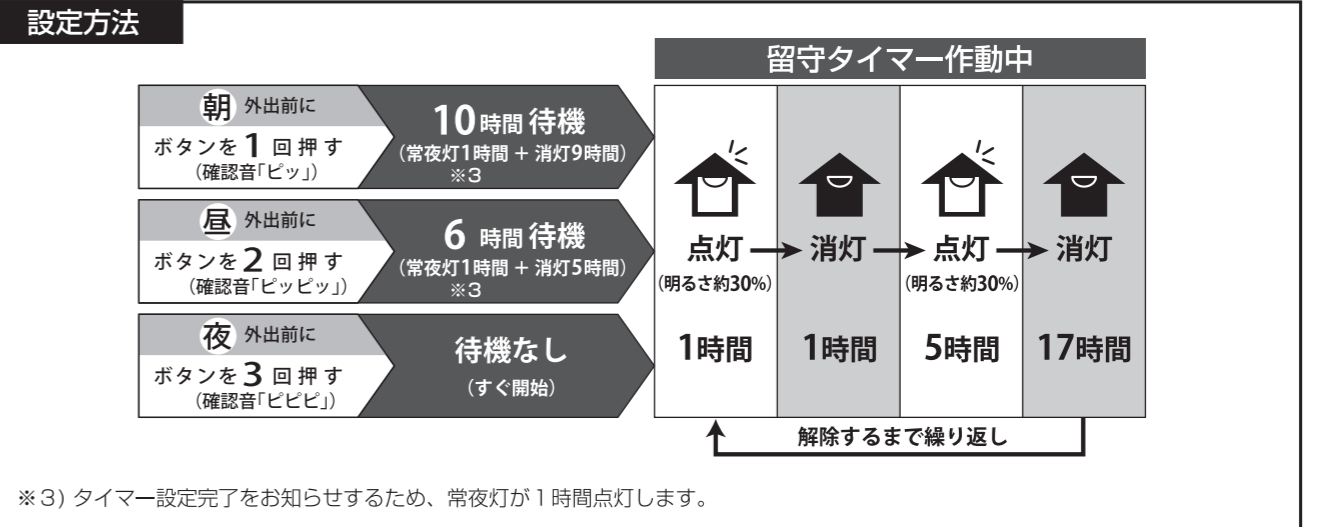 設定方法
留守タイマー作動中
朝 外出前に
ボタンを1回押す
(確認音「ピッ」)
10時間待機
(常夜灯1時間 + 消灯9時間)
※3
昼 外出前に
ボタンを2回押す
(確認音「ピッピッ」)
6時間待機
(常夜灯1時間 + 消灯5時間)
※3
夜 外出前に
ボタンを3回押す
(確認音「ピピピ」)
待機なし
(すぐ開始)
点灯→消灯→点灯→消灯
(明るさ約30%) (明るさ約30%)
1時間 1時間 5時間 17時間
解除するまで繰り返し
※3) タイマー設定完了をお知らせするため、常夜灯が1時間点灯します。